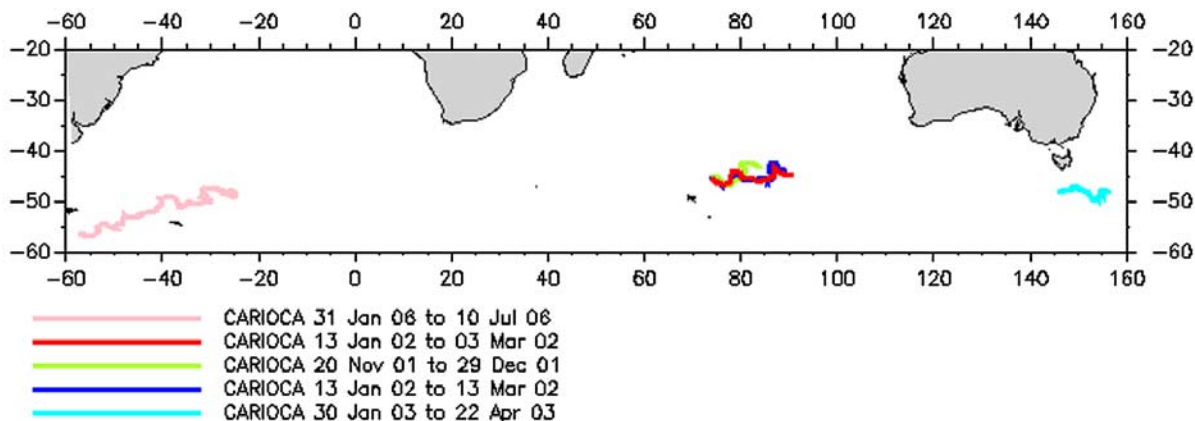 −60 −40 −20 0 20 40 60 80 100 120 140 160
−20 −20
−30 −30
−40 −40
−50 −50
−60 −60
−60 −40 −20 0 20 40 60 80 100 120 140 160
CARIOCA 31 Jan 06 to 10 Jul 06
CARIOCA 13 Jan 02 to 03 Mar 02
CARIOCA 20 Nov 01 to 29 Dec 01
CARIOCA 13 Jan 02 to 13 Mar 02
CARIOCA 30 Jan 03 to 22 Apr 03